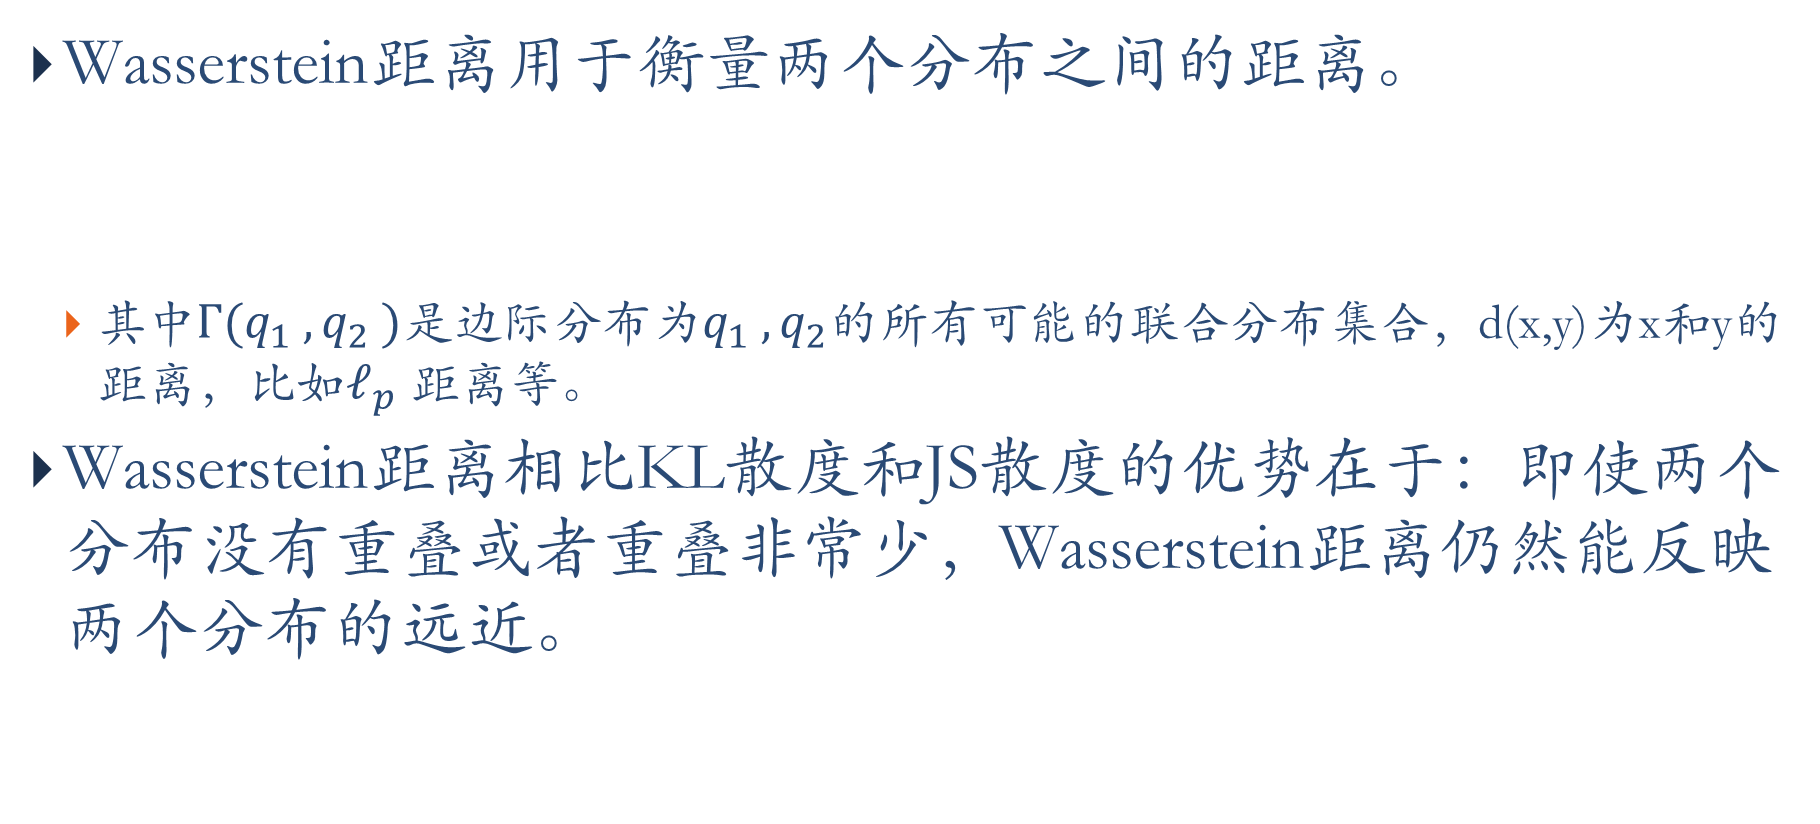 Wasserstein距离用于衡量两个分布之间的距离。
其中Γ(q₁ ,q₂ )是边际分布为q₁ ,q₂的所有可能的联合分布集合，d(x,y)为x和y的
距离，比如ℓₚ 距离等。
Wasserstein距离相比KL散度和JS散度的优势在于：即使两个
分布没有重叠或者重叠非常少，Wasserstein距离仍然能反映
两个分布的远近。